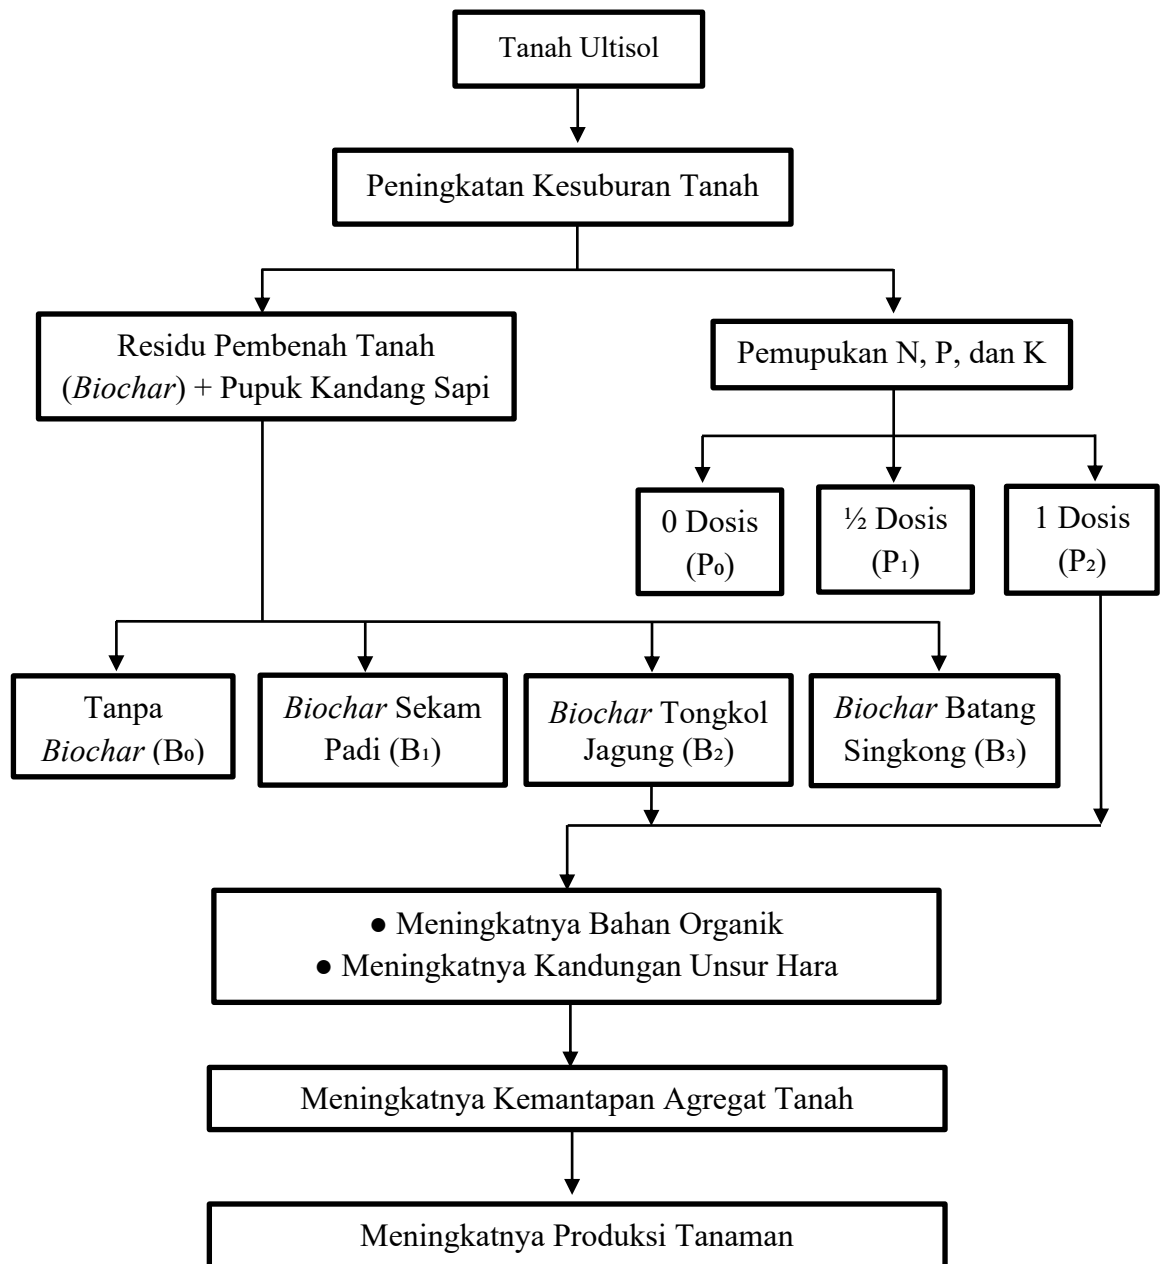 Tanah Ultisol
Peningkatan Kesuburan Tanah
Residu Pembenah Tanah
(Biochar) + Pupuk Kandang Sapi
Pemupukan N, P, dan K
0 Dosis
(P₀)
½ Dosis
(P₁)
1 Dosis
(P₂)
Tanpa
Biochar (B₀)
Biochar Sekam
Padi (B₁)
Biochar Tongkol
Jagung (B₂)
Biochar Batang
Singkong (B₃)
● Meningkatnya Bahan Organik
● Meningkatnya Kandungan Unsur Hara
Meningkatnya Kemantapan Agregat Tanah
Meningkatnya Produksi Tanaman